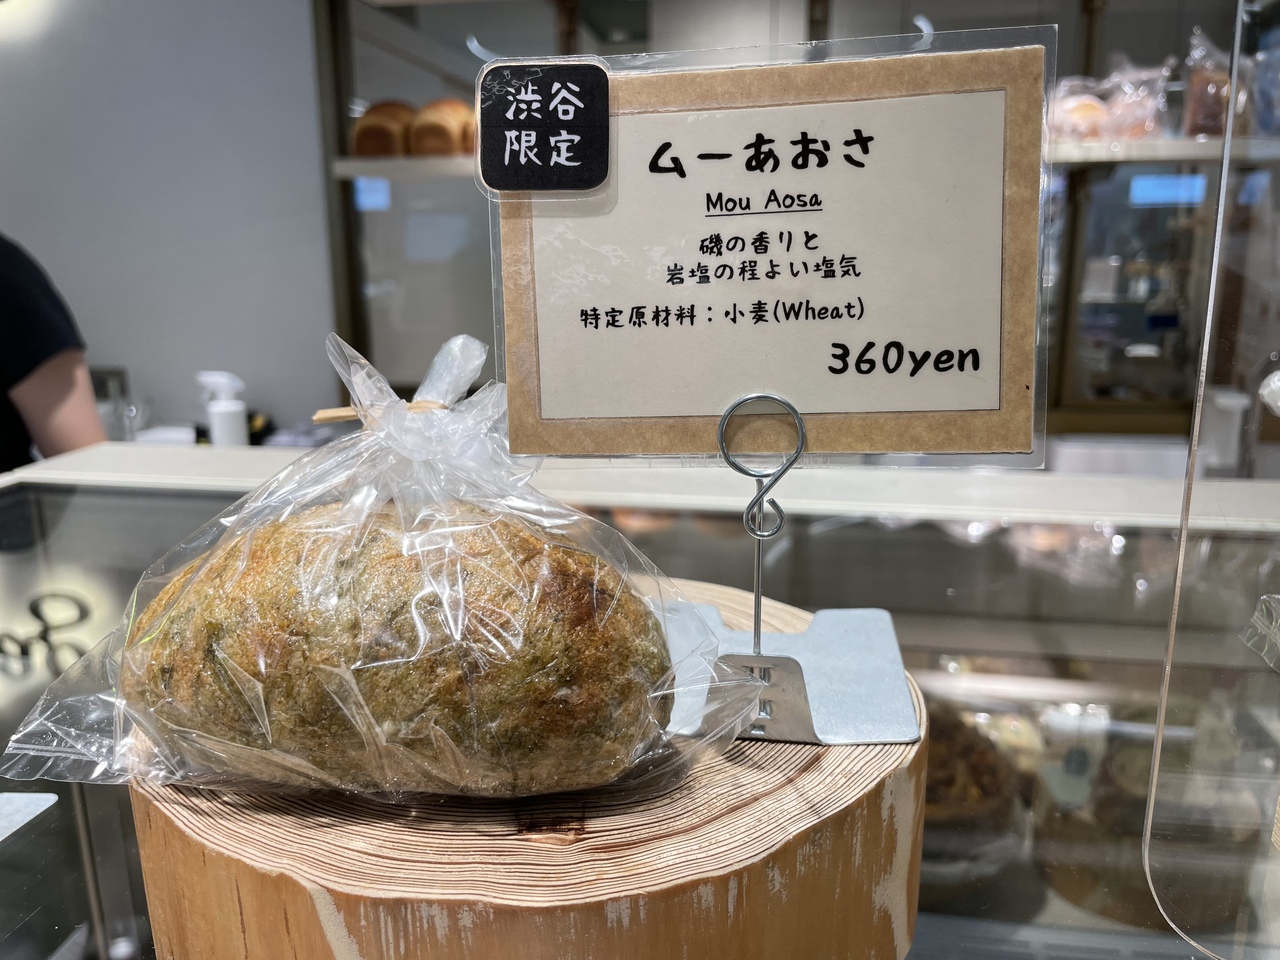 渋谷
限定
ムーあおさ
Mou Aosa
磯の香りと
岩塩の程よい塩気
特定原材料：小麦(Wheat)
360yen